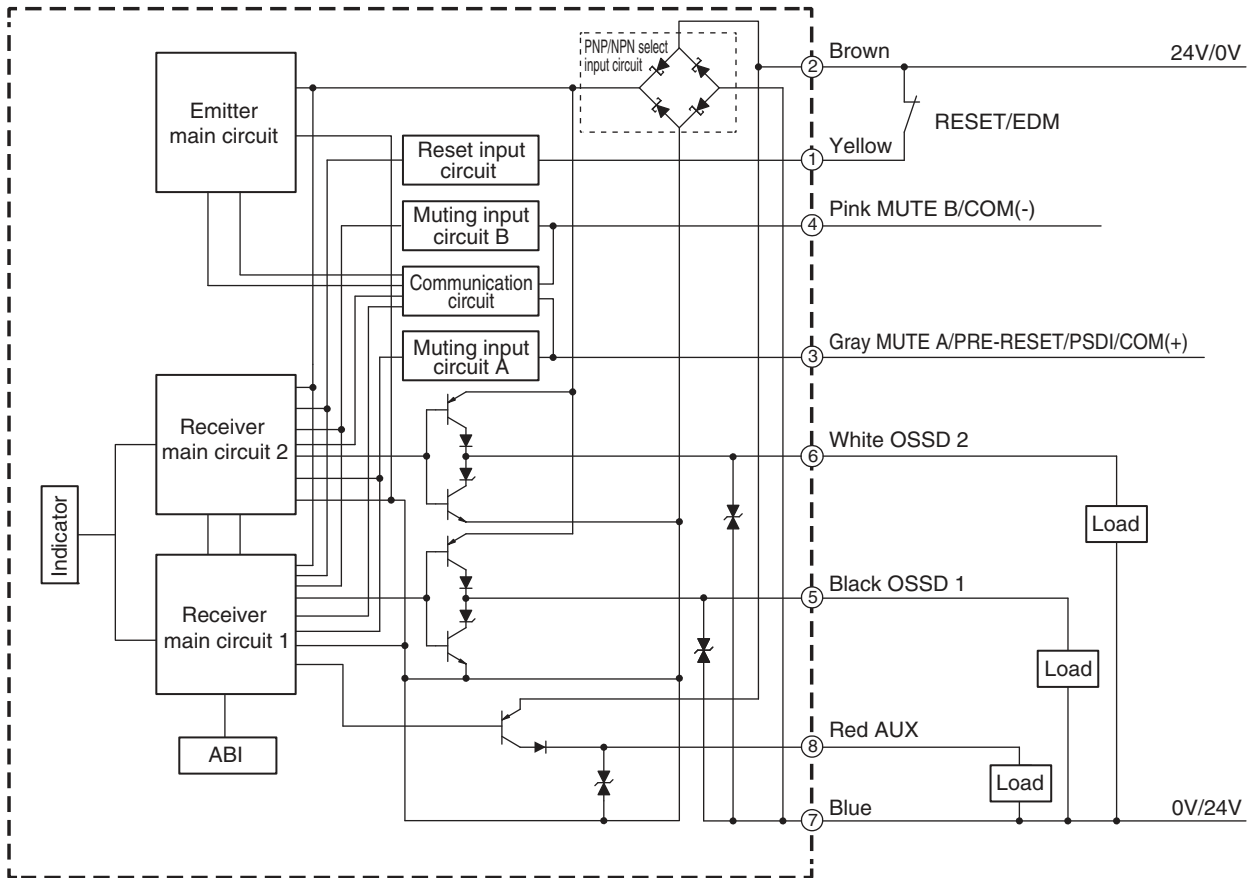 PNP/NPN select
input circuit
2
Brown
24V/0V
Emitter
main circuit
RESET/EDM
Reset input
circuit
1
Yellow
Muting input
circuit B
4
Pink MUTE B/COM(-)
Communication
circuit
Muting input
circuit A
3
Gray MUTE A/PRE-RESET/PSDI/COM(+)
Receiver
main circuit 2
6
White OSSD 2
Indicator
Load
Receiver
main circuit 1
5
Black OSSD 1
Load
ABI
8
Red AUX
Load
7
Blue
0V/24V